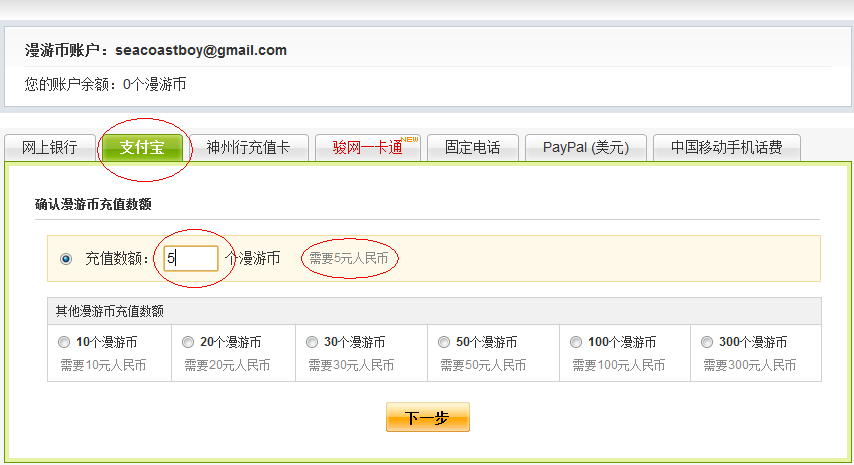 漫游币账户：seacoastboy@gmail.com
您的账户余额：0个漫游币
网上银行 支付宝 神州行充值卡 骏网一卡通 NEW 固定电话 PayPal (美元) 中国移动手机话费
确认漫游币充值数额
充值数额： 5 个漫游币 需要5元人民币
其他漫游币充值数额
10个漫游币 20个漫游币 30个漫游币 50个漫游币 100个漫游币 300个漫游币
需要10元人民币 需要20元人民币 需要30元人民币 需要50元人民币 需要100元人民币 需要300元人民币
下一步